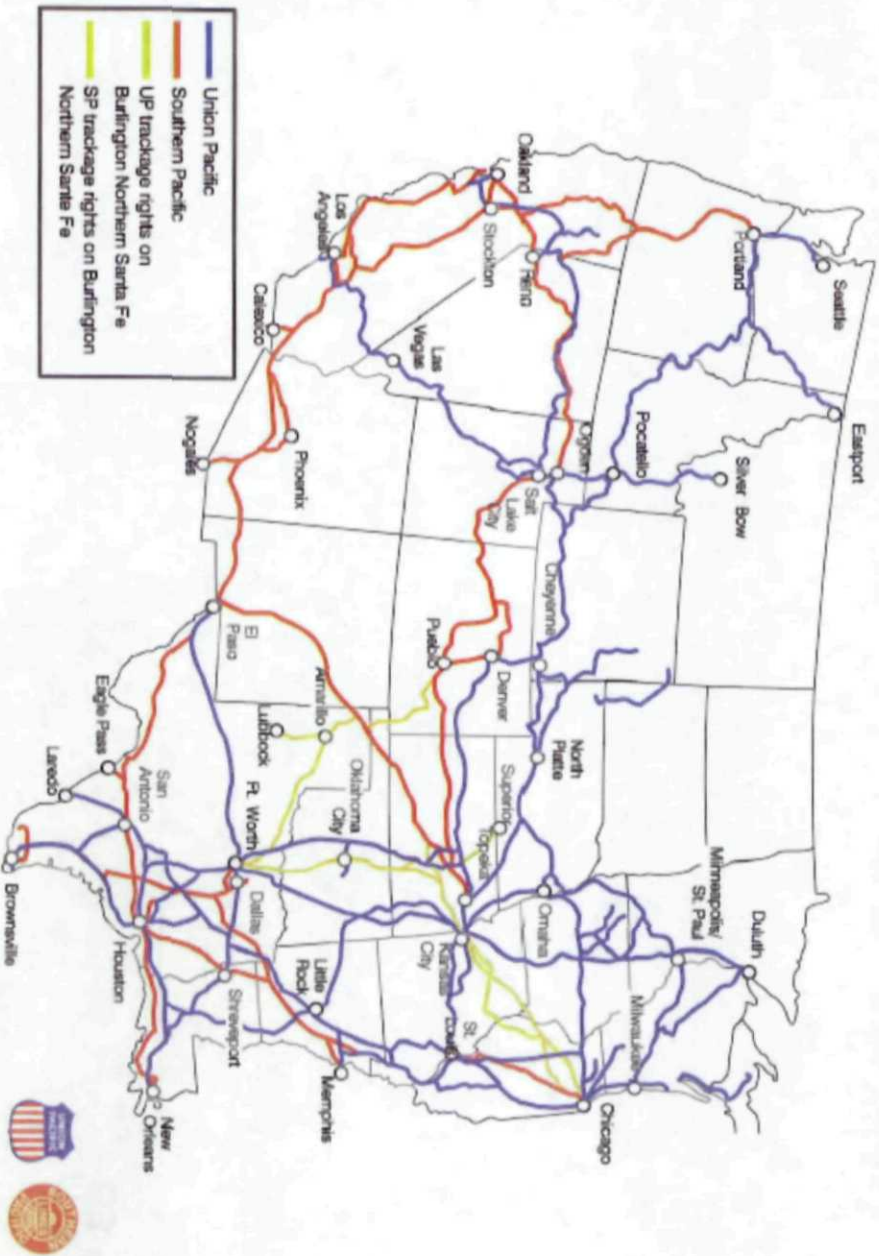 Seattle
Eastport
Portland
Silver Bow
Pocatello
Duluth
Minneapolis/
St. Paul
Milwaukee
Chicago
Omaha
North
Platte
Cheyenne
Ogden
Salt
Lake
City
Reno
Oakland
Stockton
Las
Vegas
Los
Angeles
Calexico
Phoenix
Nogales
Denver
Pueblo
Superior
Topeka
Kansas
City
St.
Louis
Oklahoma
City
Amarillo
Lubbock
El
Paso
Ft. Worth
Dallas
Little
Rock
Memphis
Shreveport
New
Orleans
Houston
San
Antonio
Eagle Pass
Laredo
Brownsville
Union Pacific
Southern Pacific
UP trackage rights on
Burlington Northern Santa Fe
SP trackage rights on Burlington
Northern Sante Fe
UNION
PACIFIC